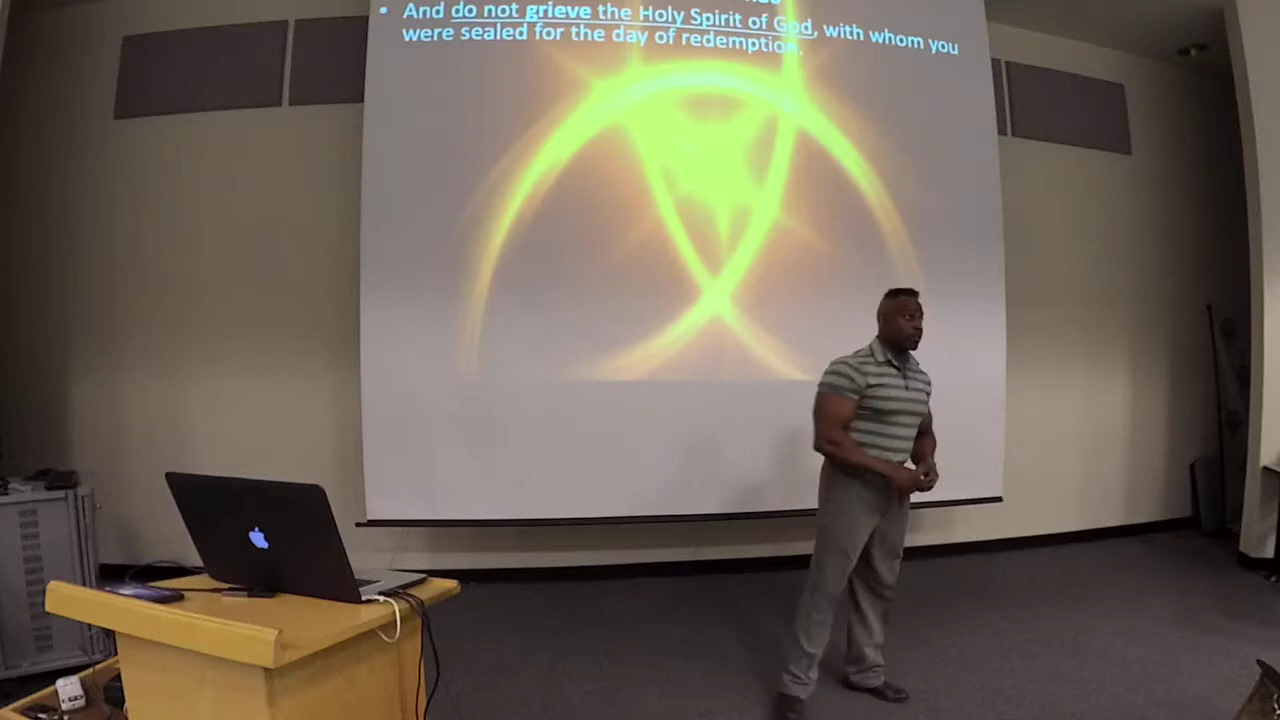 • And do not grieve the Holy Spirit of God, with whom you
were sealed for the day of redemption.